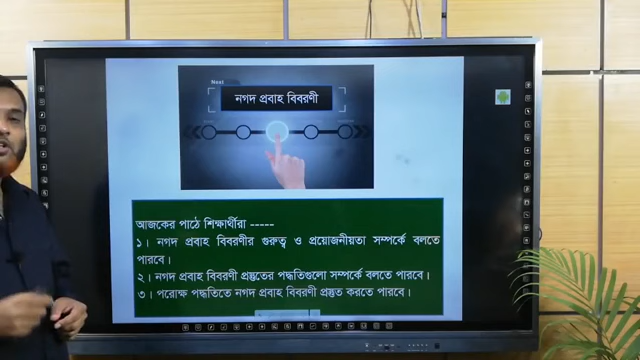 Next
নগদ প্রবাহ বিবরণী
আজকের পাঠে শিক্ষার্থীরা -----
১। নগদ প্রবাহ বিবরণীর গুরুত্ব ও প্রয়োজনীয়তা সম্পর্কে বলতে
পারবে।
২। নগদ প্রবাহ বিবরণী প্রস্তুতের পদ্ধতিগুলো সম্পর্কে বলতে পারবে।
৩। পরোক্ষ পদ্ধতিতে নগদ প্রবাহ বিবরণী প্রস্তুত করতে পারবে।